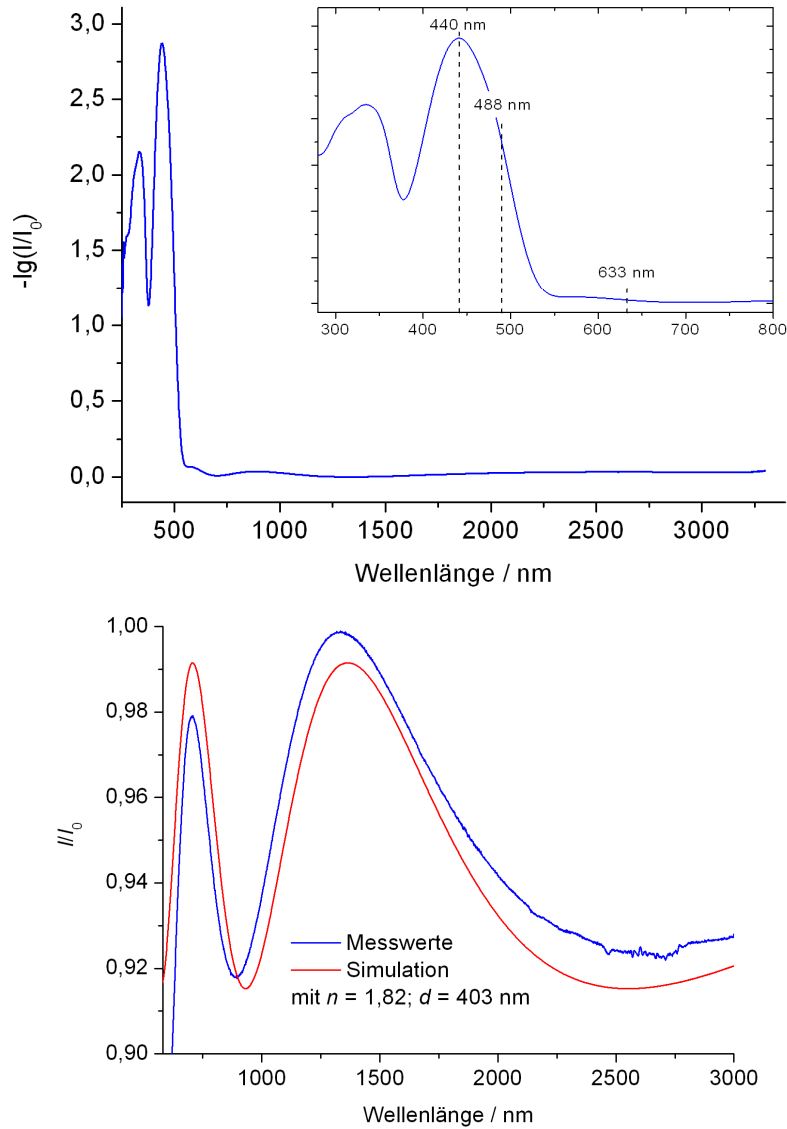 3,0
2,5
2,0
1,5
1,0
0,5
0,0
-lg(I/I0)
500 1000 1500 2000 2500 3000
Wellenlänge / nm
440 nm
488 nm
633 nm
300 400 500 600 700 800
1,00
0,98
0,96
0,94
0,92
0,90
I/I0
Messwerte
Simulation
mit n = 1,82; d = 403 nm
1000 1500 2000 2500 3000
Wellenlänge / nm